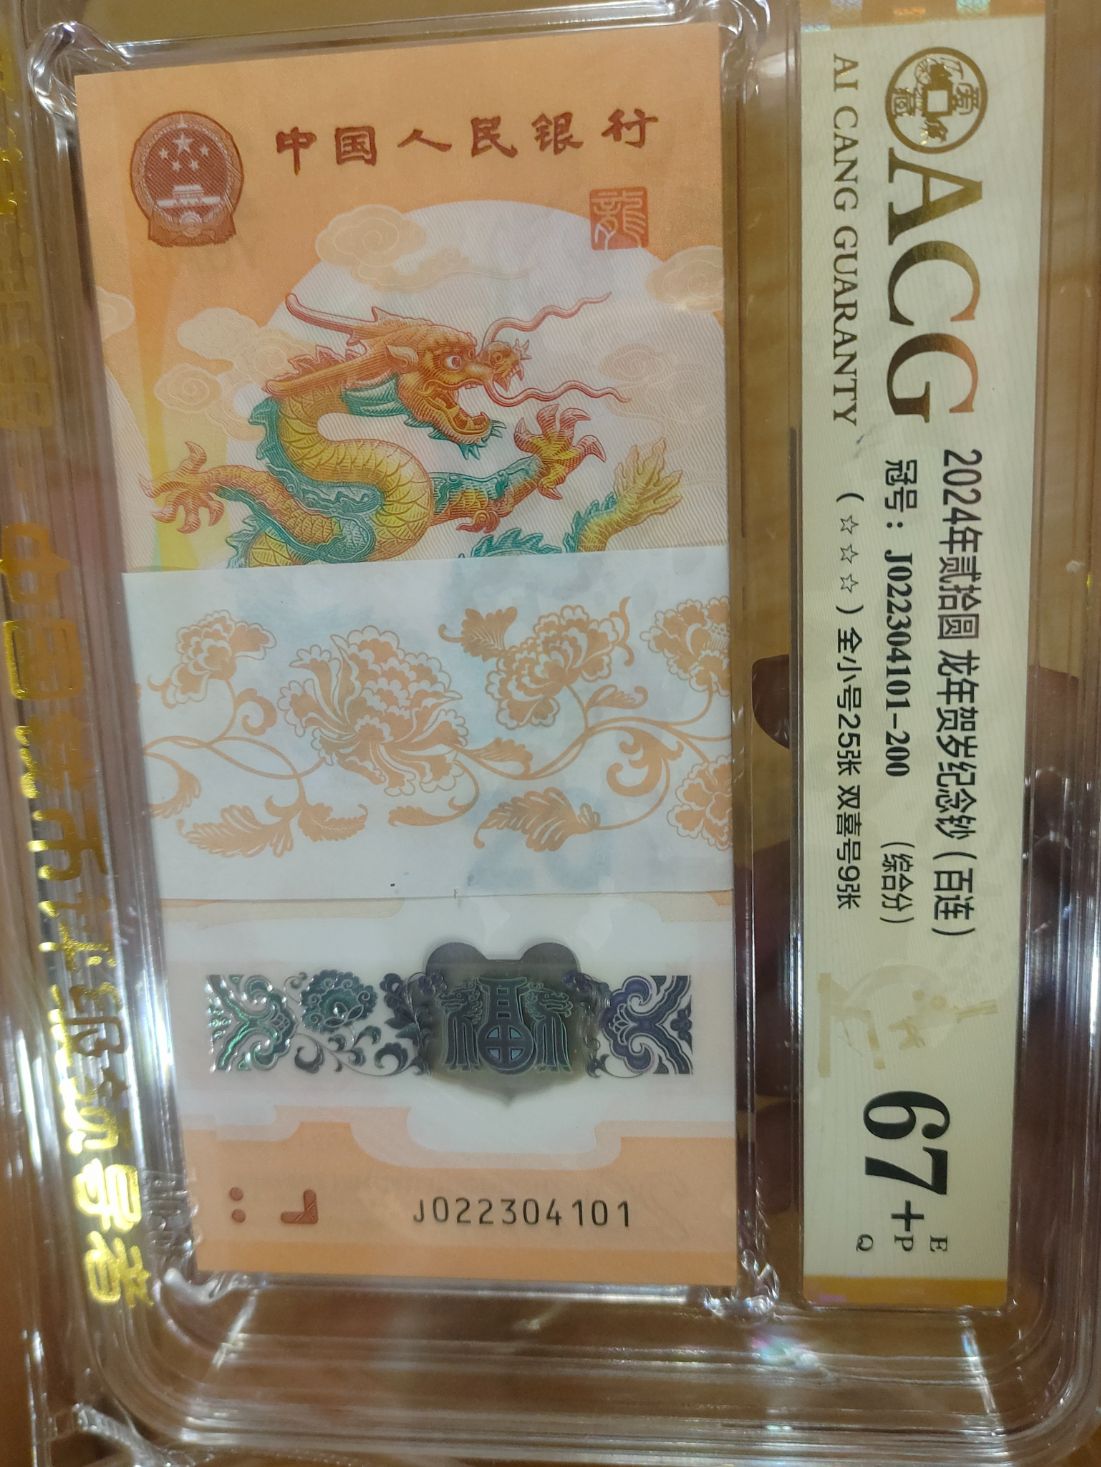 中国人民银行
龍
福
J022304101
ACG
AI CANG GUARANTY
2024年贰拾圆 龙年贺岁纪念钞（百连）
冠号：J022304101-200 （综合分）
（☆☆☆）全小号25张 双喜号9张
67+
E
P
Q